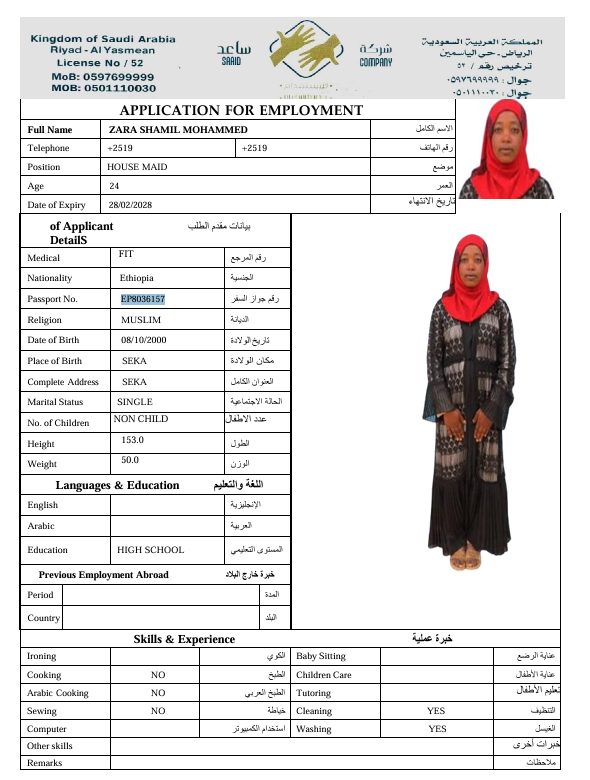 Kingdom of Saudi Arabia
Riyad - Al Yasmean
License No / 52
MoB: 0597699999
MOB: 0501110030
ساعد
SAAID
شركة
COMPANY
المملكة العربية السعودية
الرياض - حي الياسمين
ترخيص رقم / ٥٢
جوال : ٠٥٩٧٦٩٩٩٩٩
جوال : ٠٥٠١١١٠٠٣٠
APPLICATION FOR EMPLOYMENT
Full Name ZARA SHAMIL MOHAMMED الاسم الكامل
Telephone +2519 +2519 رقم الهاتف
Position HOUSE MAID موضع
Age 24 العمر
Date of Expiry 28/02/2028 تاريخ الانتهاء
of Applicant بيانات مقدم الطلب
DetailS
Medical FIT رقم المرجع
Nationality Ethiopia الجنسية
Passport No. EP8036157 رقم جواز السفر
Religion MUSLIM الديانة
Date of Birth 08/10/2000 تاريخ الولادة
Place of Birth SEKA مكان الولادة
Complete Address SEKA العنوان الكامل
Marital Status SINGLE الحالة الاجتماعية
No. of Children NON CHILD عدد الاطفال
Height 153.0 الطول
Weight 50.0 الوزن
Languages & Education اللغة والتعليم
English الإنجليزية
Arabic العربية
Education HIGH SCHOOL المستوى التعليمي
Previous Employment Abroad خبرة خارج البلاد
Period المدة
Country البلد
Skills & Experience خبرة عملية
Ironing الكوي Baby Sitting عناية الرضع
Cooking NO الطبخ Children Care عناية الأطفال
Arabic Cooking NO الطبخ العربي Tutoring تعليم الأطفال
Sewing NO خياطة Cleaning YES التنظيف
Computer استخدام الكمبيوتر Washing YES الغسيل
Other skills خبرات أخرى
Remarks ملاحظات